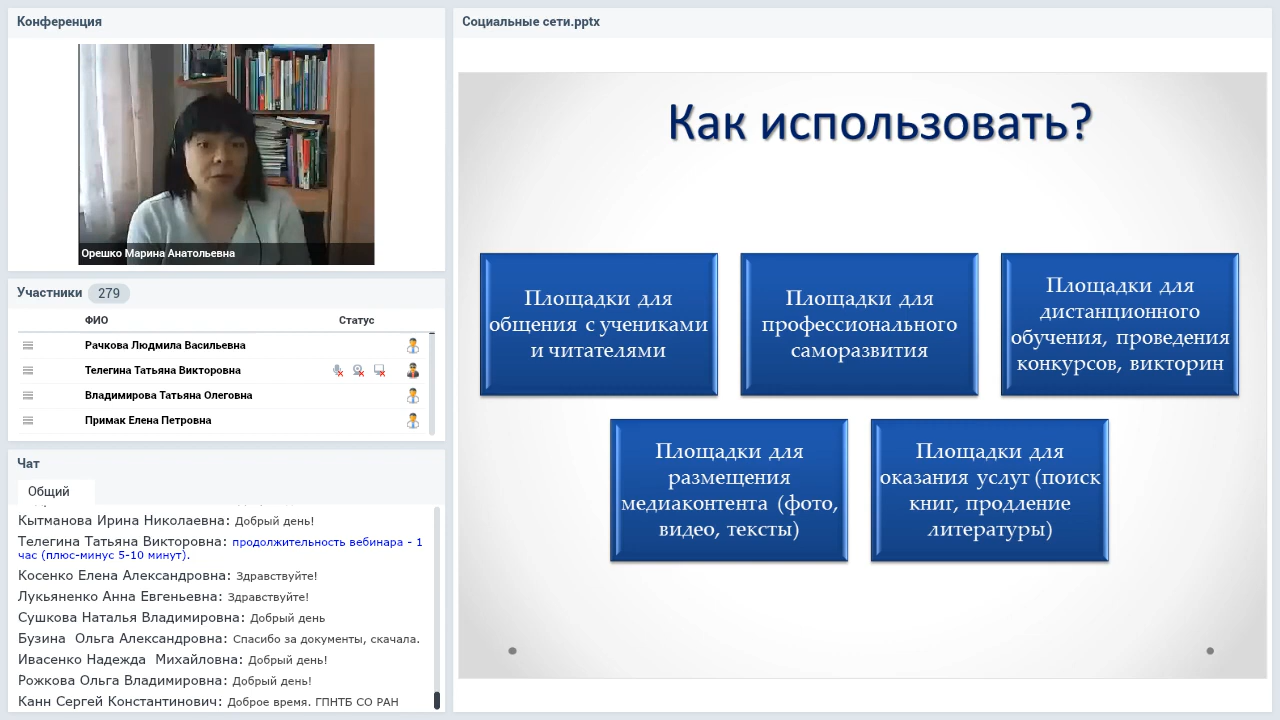 Конференция
Орешко Марина Анатольевна
Участники 279
ФИО Статус
Рачкова Людмила Васильевна
Телегина Татьяна Викторовна
Владимирова Татьяна Олеговна
Примак Елена Петровна
Чат
Общий
Кытманова Ирина Николаевна: Добрый день!
Телегина Татьяна Викторовна: продолжительность вебинара - 1
час (плюс-минус 5-10 минут).
Косенко Елена Александровна: Здравствуйте!
Лукьяненко Анна Евгеньевна: Здравствуйте!
Сушкова Наталья Владимировна: Добрый день
Бузина Ольга Александровна: Спасибо за документы, скачала.
Ивасенко Надежда Михайловна: Добрый день!
Рожкова Ольга Владимировна: Добрый день!
Канн Сергей Константинович: Доброе время. ГПНТБ СО РАН
Социальные сети.pptx
Как использовать?
Площадки для
общения с учениками
и читателями
Площадки для
профессионального
саморазвития
Площадки для
дистанционного
обучения, проведения
конкурсов, викторин
Площадки для
размещения
медиаконтента (фото,
видео, тексты)
Площадки для
оказания услуг (поиск
книг, продление
литературы)